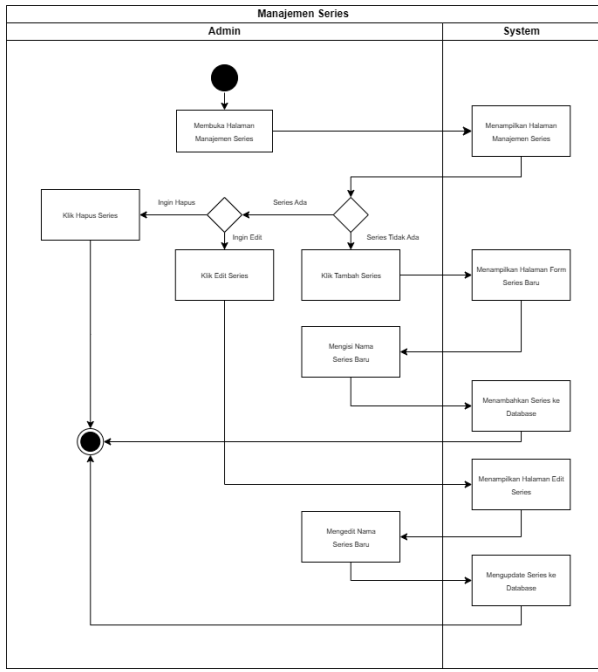 Manajemen Series
Admin
System
Membuka Halaman
Manajemen Series
Menampilkan Halaman
Manajemen Series
Ingin Hapus
Series Ada
Klik Hapus Series
Ingin Edit
Series Tidak Ada
Klik Edit Series
Klik Tambah Series
Menampilkan Halaman Form
Series Baru
Mengisi Nama
Series Baru
Menambahkan Series ke
Database
Menampilkan Halaman Edit
Series
Mengedit Nama
Series Baru
Mengupdate Series ke
Database